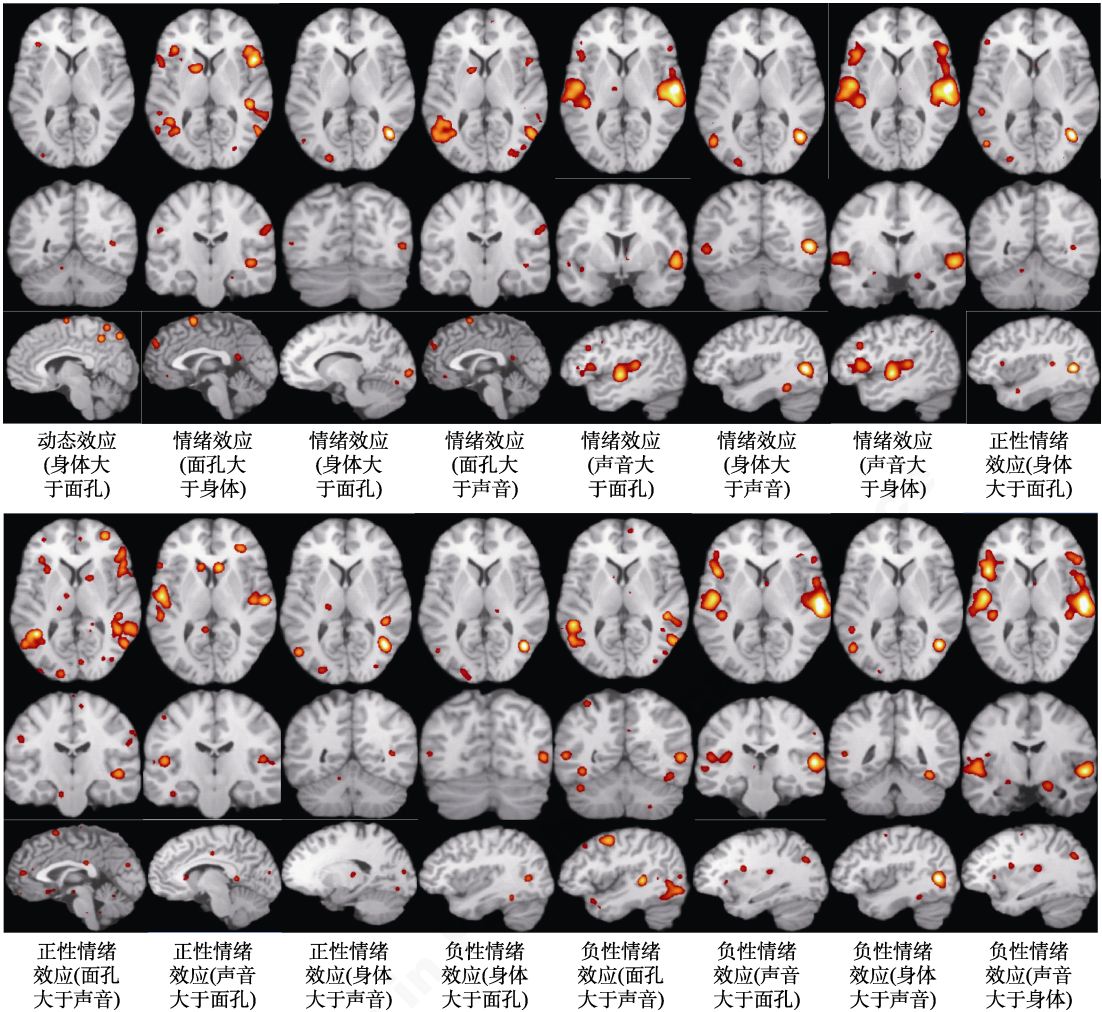 动态效应
(身体大
于面孔)
情绪效应
(面孔大
于身体)
情绪效应
(身体大
于面孔)
情绪效应
(面孔大
于声音)
情绪效应
(声音大
于面孔)
情绪效应
(身体大
于声音)
情绪效应
(声音大
于身体)
正性情绪
效应(身体
大于面孔)
正性情绪
效应(面孔
大于声音)
正性情绪
效应(声音
大于面孔)
正性情绪
效应(身体
大于声音)
负性情绪
效应(身体
大于面孔)
负性情绪
效应(面孔
大于声音)
负性情绪
效应(声音
大于面孔)
负性情绪
效应(身体
大于声音)
负性情绪
效应(声音
大于身体)